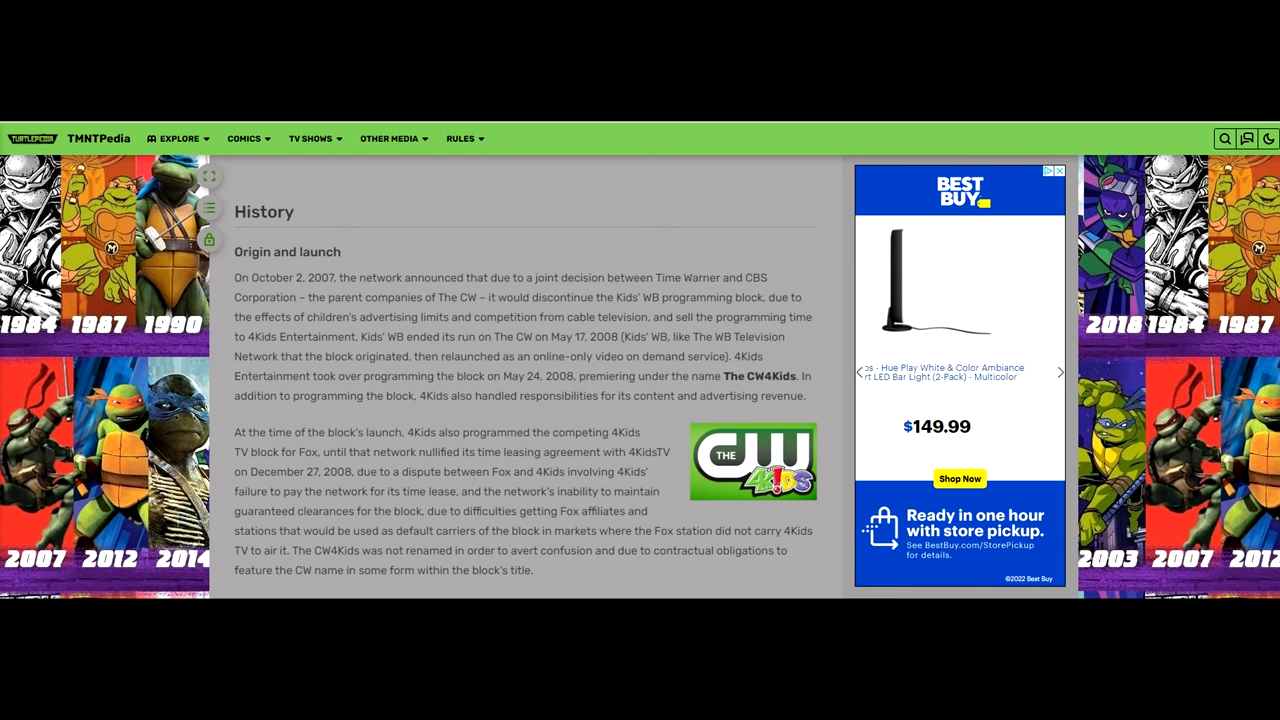 TURTLEPEDIA TMNTPedia EXPLORE COMICS TV SHOWS OTHER MEDIA RULES
History
Origin and launch
On October 2, 2007, the network announced that due to a joint decision between Time Warner and CBS
Corporation – the parent companies of The CW – it would discontinue the Kids' WB programming block, due to
the effects of children's advertising limits and competition from cable television, and sell the programming time
to 4Kids Entertainment. Kids' WB ended its run on The CW on May 17, 2008 (Kids' WB, like The WB Television
Network that the block originated, then relaunched as an online-only video on demand service). 4Kids
Entertainment took over programming the block on May 24, 2008, premiering under the name The CW4Kids. In
addition to programming the block, 4Kids also handled responsibilities for its content and advertising revenue.
At the time of the block's launch, 4Kids also programmed the competing 4Kids
TV block for Fox, until that network nullified its time leasing agreement with 4KidsTV
on December 27, 2008, due to a dispute between Fox and 4Kids involving 4Kids'
failure to pay the network for its time lease, and the network's inability to maintain
guaranteed clearances for the block, due to difficulties getting Fox affiliates and
stations that would be used as default carriers of the block in markets where the Fox station did not carry 4Kids
TV to air it. The CW4Kids was not renamed in order to avert confusion and due to contractual obligations to
feature the CW name in some form within the block's title.
THE CW
4K!DS
1984 1987 1990
2007 2012 2014
BEST
BUY
- Hue Play White & Color Ambiance
LED Bar Light (2-Pack) - Multicolor
$149.99
Shop Now
Ready in one hour
with store pickup.
See BestBuy.com/StorePickup
for details.
©2022 Best Buy
2018 1984 1987
2003 2007 2012